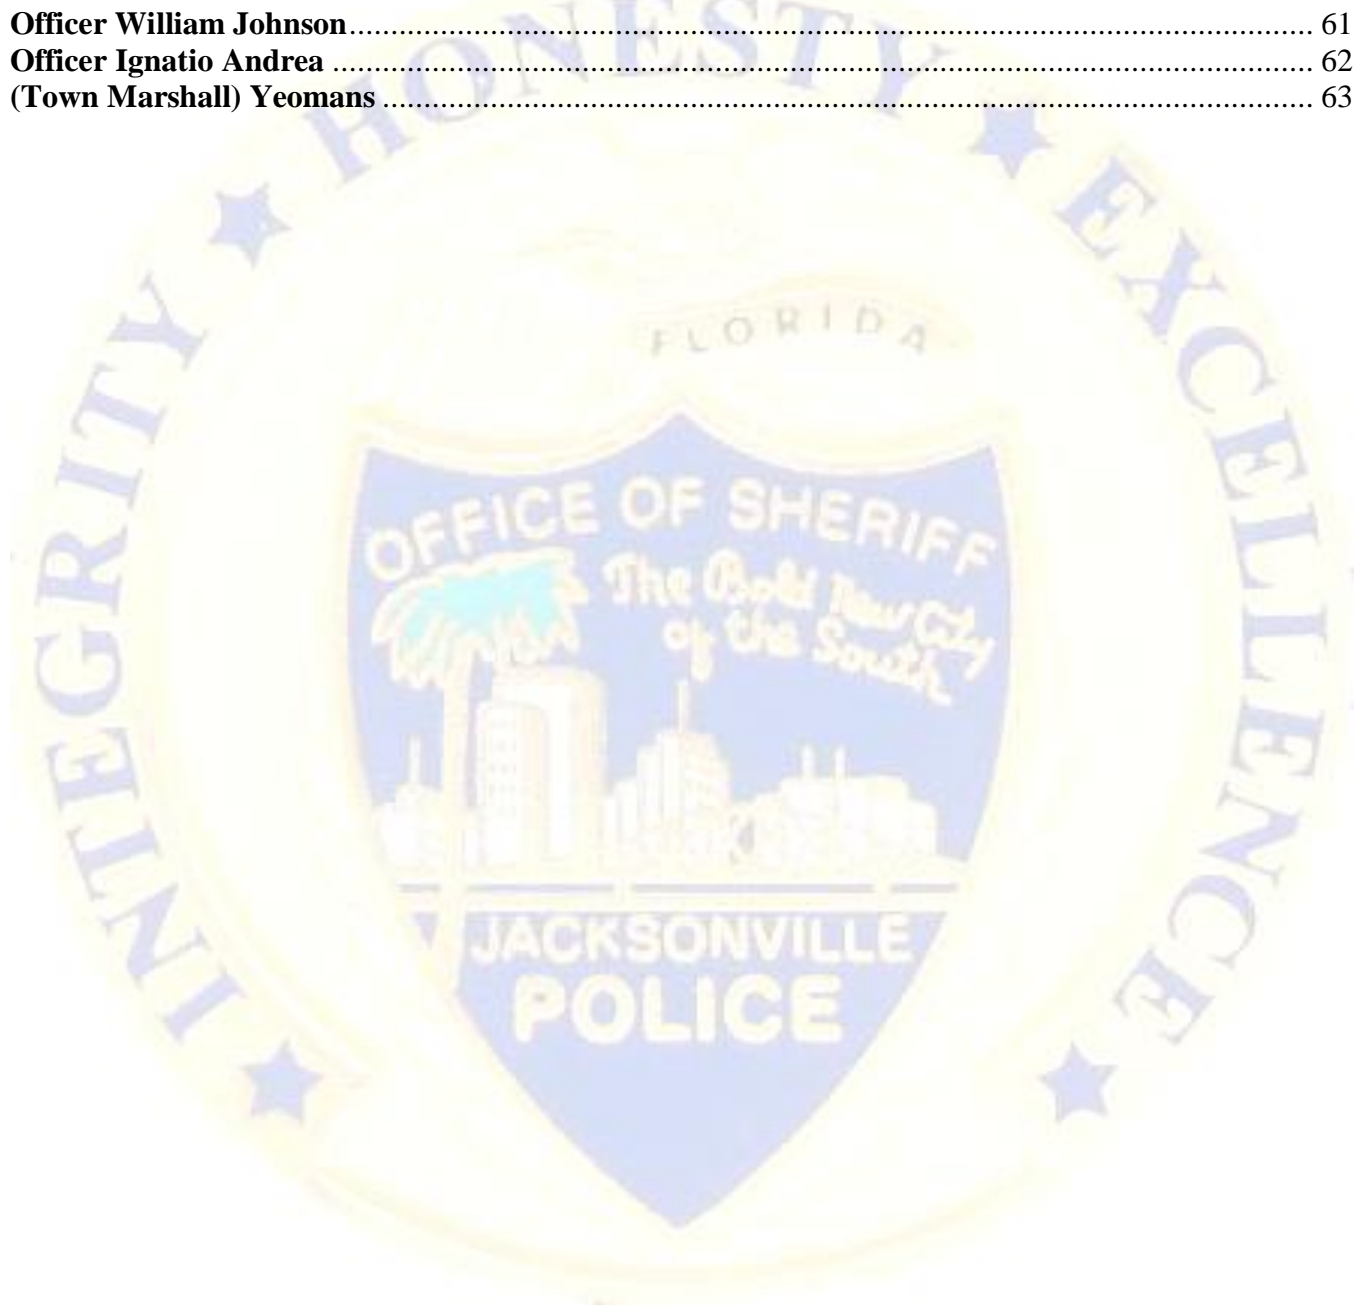 Officer William Johnson........................................................................................................................ 61
Officer Ignatio Andrea .......................................................................................................................... 62
(Town Marshall) Yeomans .................................................................................................................... 63
INTEGRITY ★ HONESTY ★ EXCELLENCE
FLORIDA
OFFICE OF SHERIFF
The Bold New City
of the South
JACKSONVILLE
POLICE